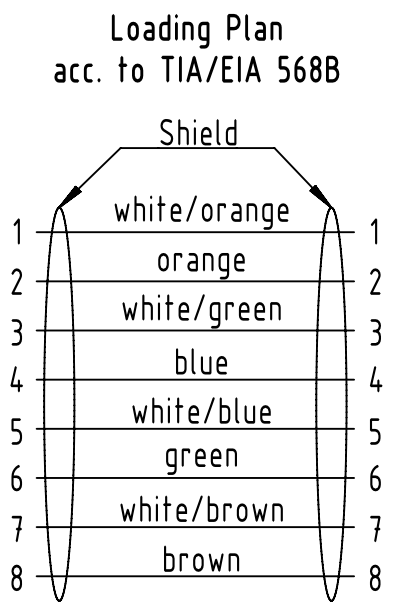 Loading Plan
acc. to TIA/EIA 568B
Shield
1 white/orange 1
2 orange 2
3 white/green 3
4 blue 4
5 white/blue 5
6 green 6
7 white/brown 7
8 brown 8